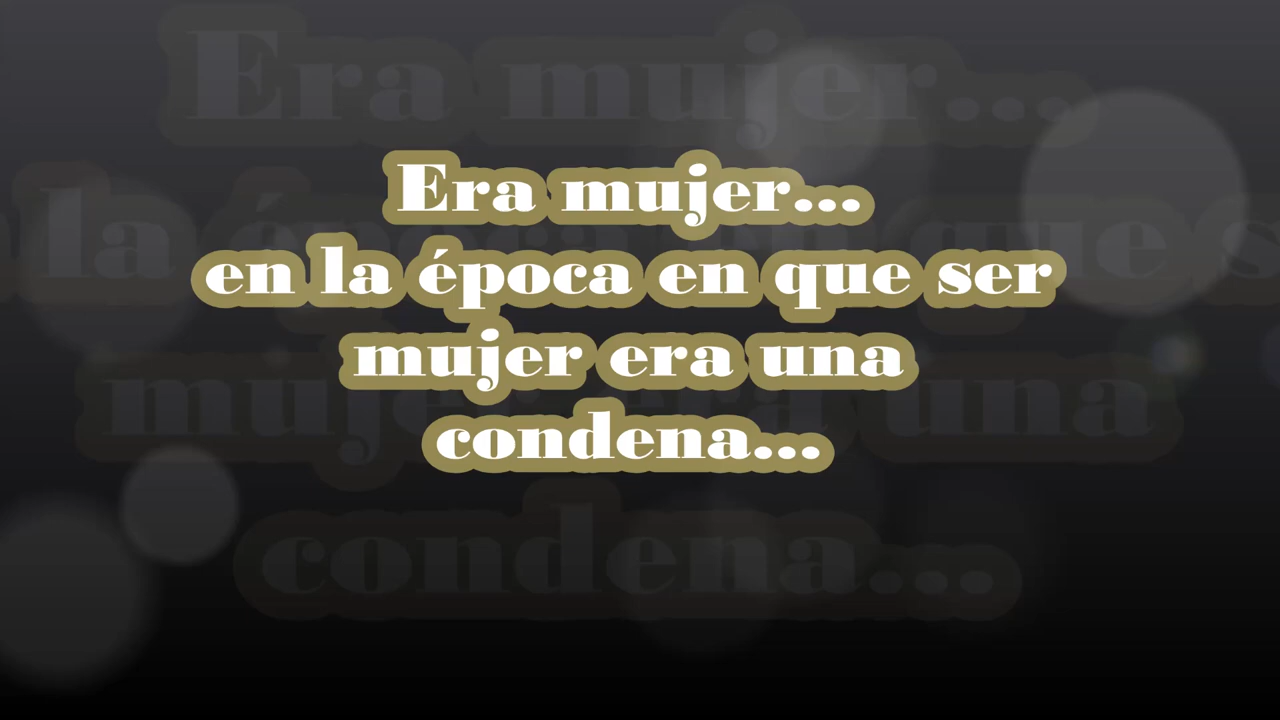 Era mujer...
en la época en que ser
mujer era una
condena...